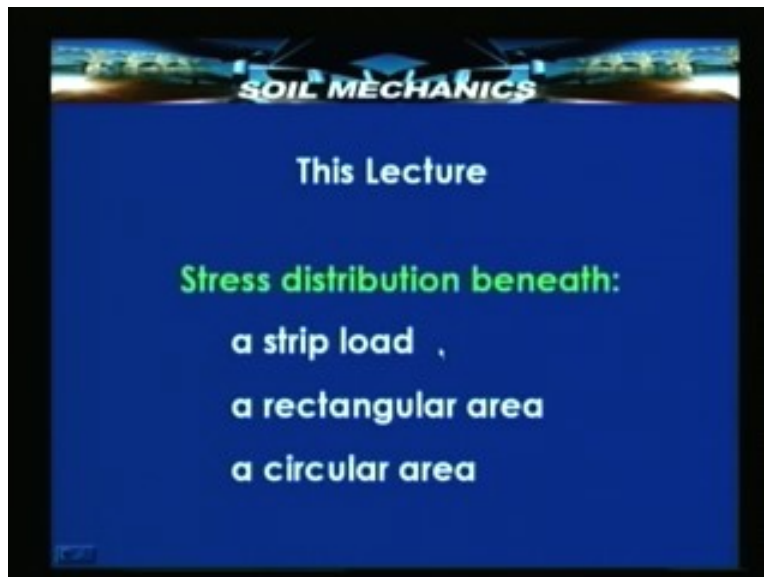 SOIL MECHANICS
This Lecture
Stress distribution beneath:
a strip load
a rectangular area
a circular area